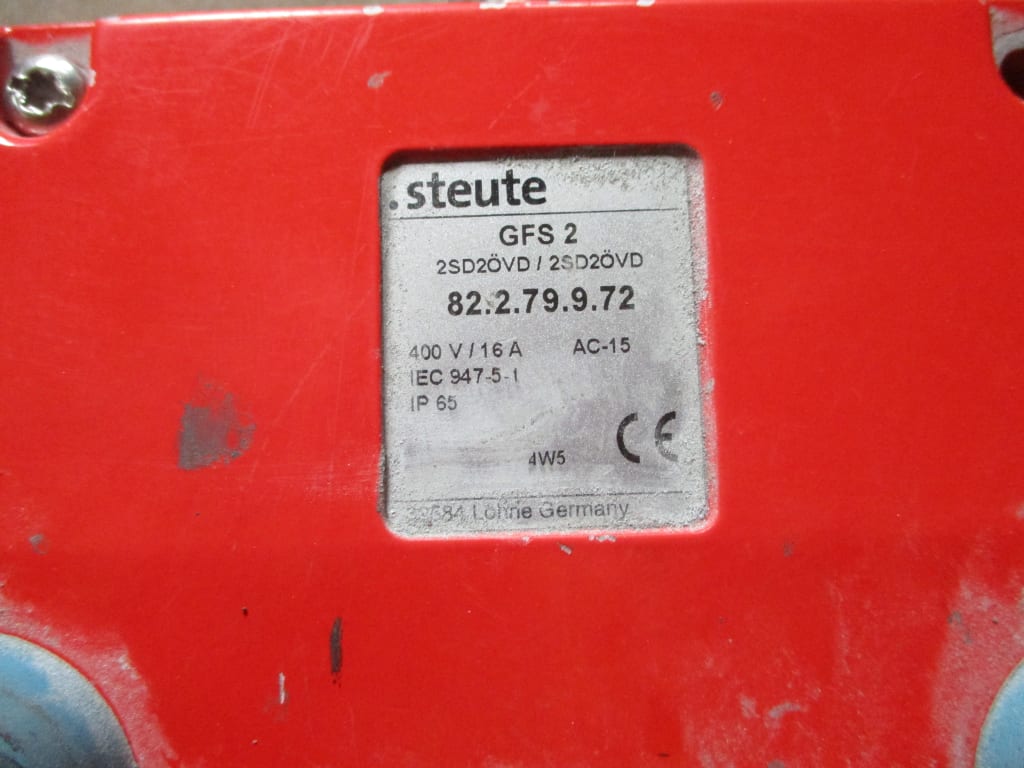 .steute
GFS 2
2SD2ÖVD / 2SD2ÖVD
82.2.79.9.72
400 V / 16 A AC-15
IEC 947-5-1
IP 65
CE
4W5
Löhne Germany